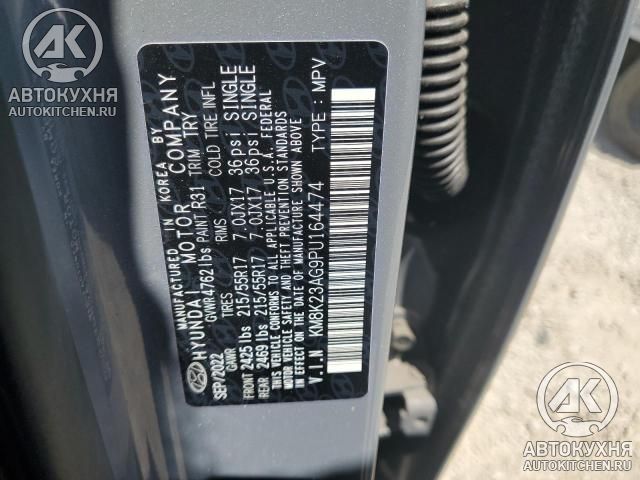 АВТОКУХНЯ
AUTOKITCHEN.RU
MANUFACTURED IN KOREA BY
HYUNDAI MOTOR COMPANY
SEP/2022 GVWR 4762 lbs PAINT R31 TRIM TRY
GAWR TIRES RIMS COLD TIRE INFL
FRONT 2425 lbs 215/55R17 7.0JX17 36psi SINGLE
REAR 2469 lbs 215/55R17 7.0JX17 36psi SINGLE
THIS VEHICLE CONFORMS TO ALL APPLICABLE U.S.A. FEDERAL
MOTOR VEHICLE SAFETY, BUMPER, AND THEFT PREVENTION STANDARDS
IN EFFECT ON THE DATE OF MANUFACTURE SHOWN ABOVE
V.I.N : KM8K23AG9PU164474 TYPE : MPV
АВТОКУХНЯ
AUTOKITCHEN.RU